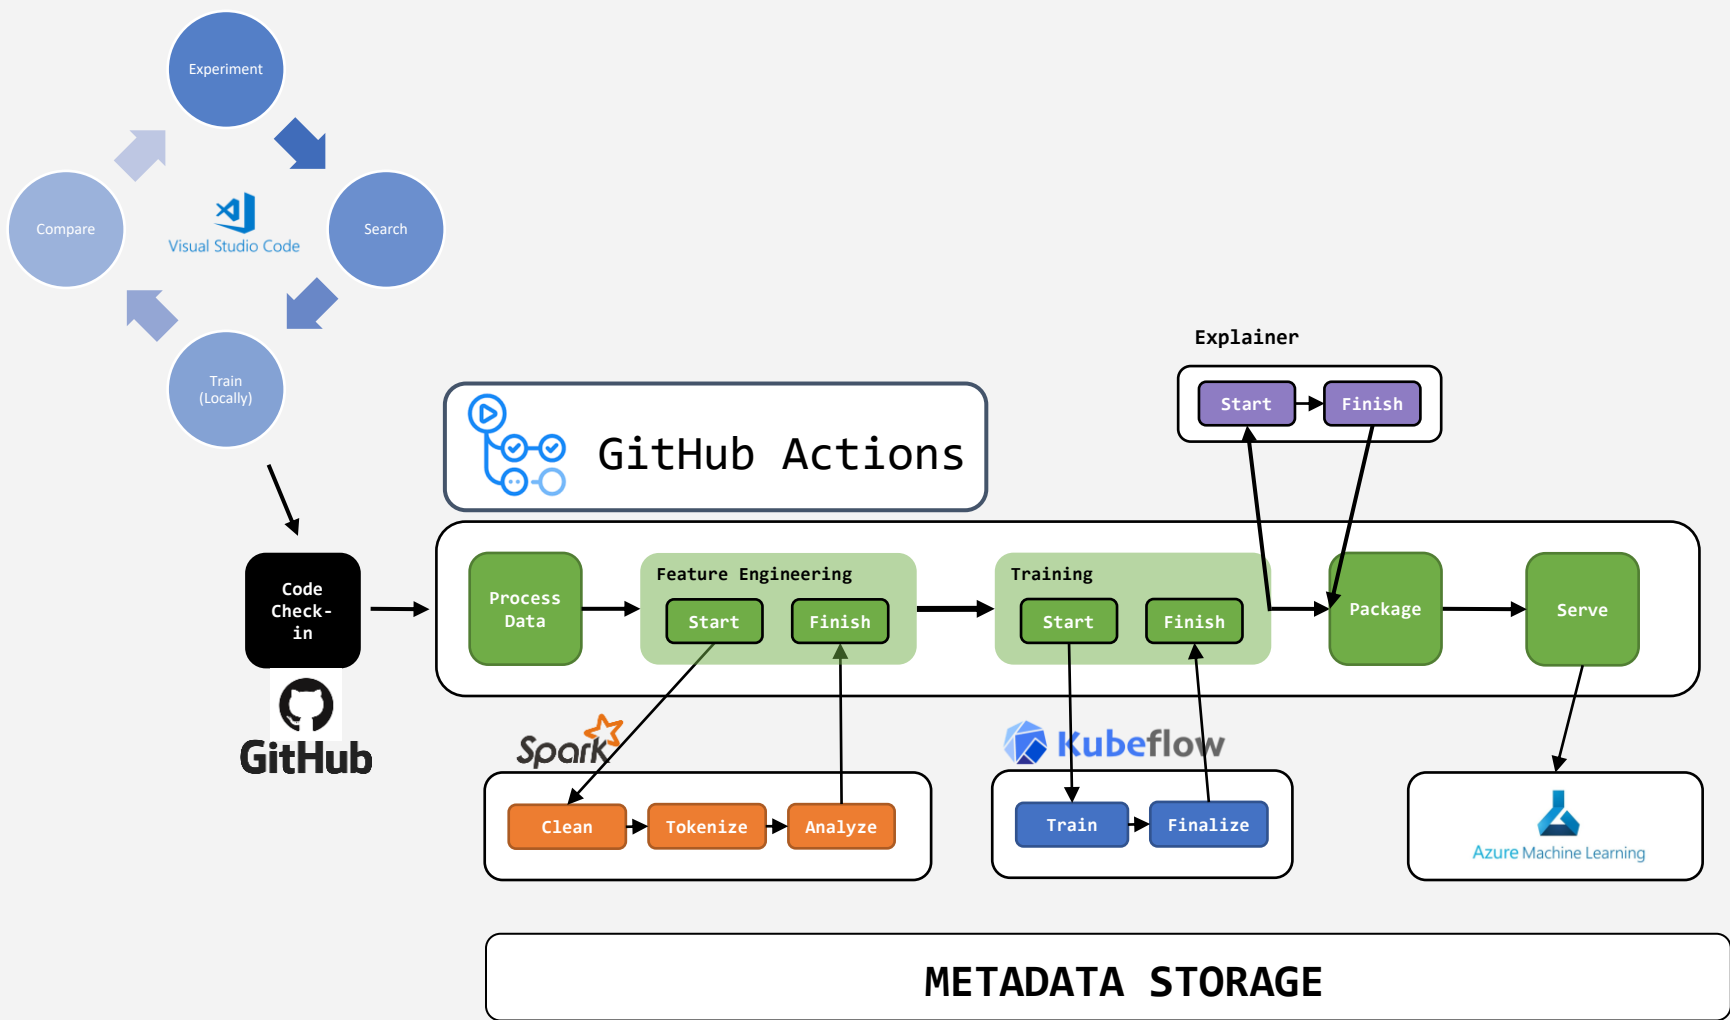 Experiment
Compare
Visual Studio Code
Search
Train
(Locally)
Explainer
Start
Finish
GitHub Actions
Code
Check-
in
GitHub
Process
Data
Feature Engineering
Start
Finish
Training
Start
Finish
Package
Serve
Spark
Clean
Tokenize
Analyze
Kubeflow
Train
Finalize
Azure Machine Learning
METADATA STORAGE